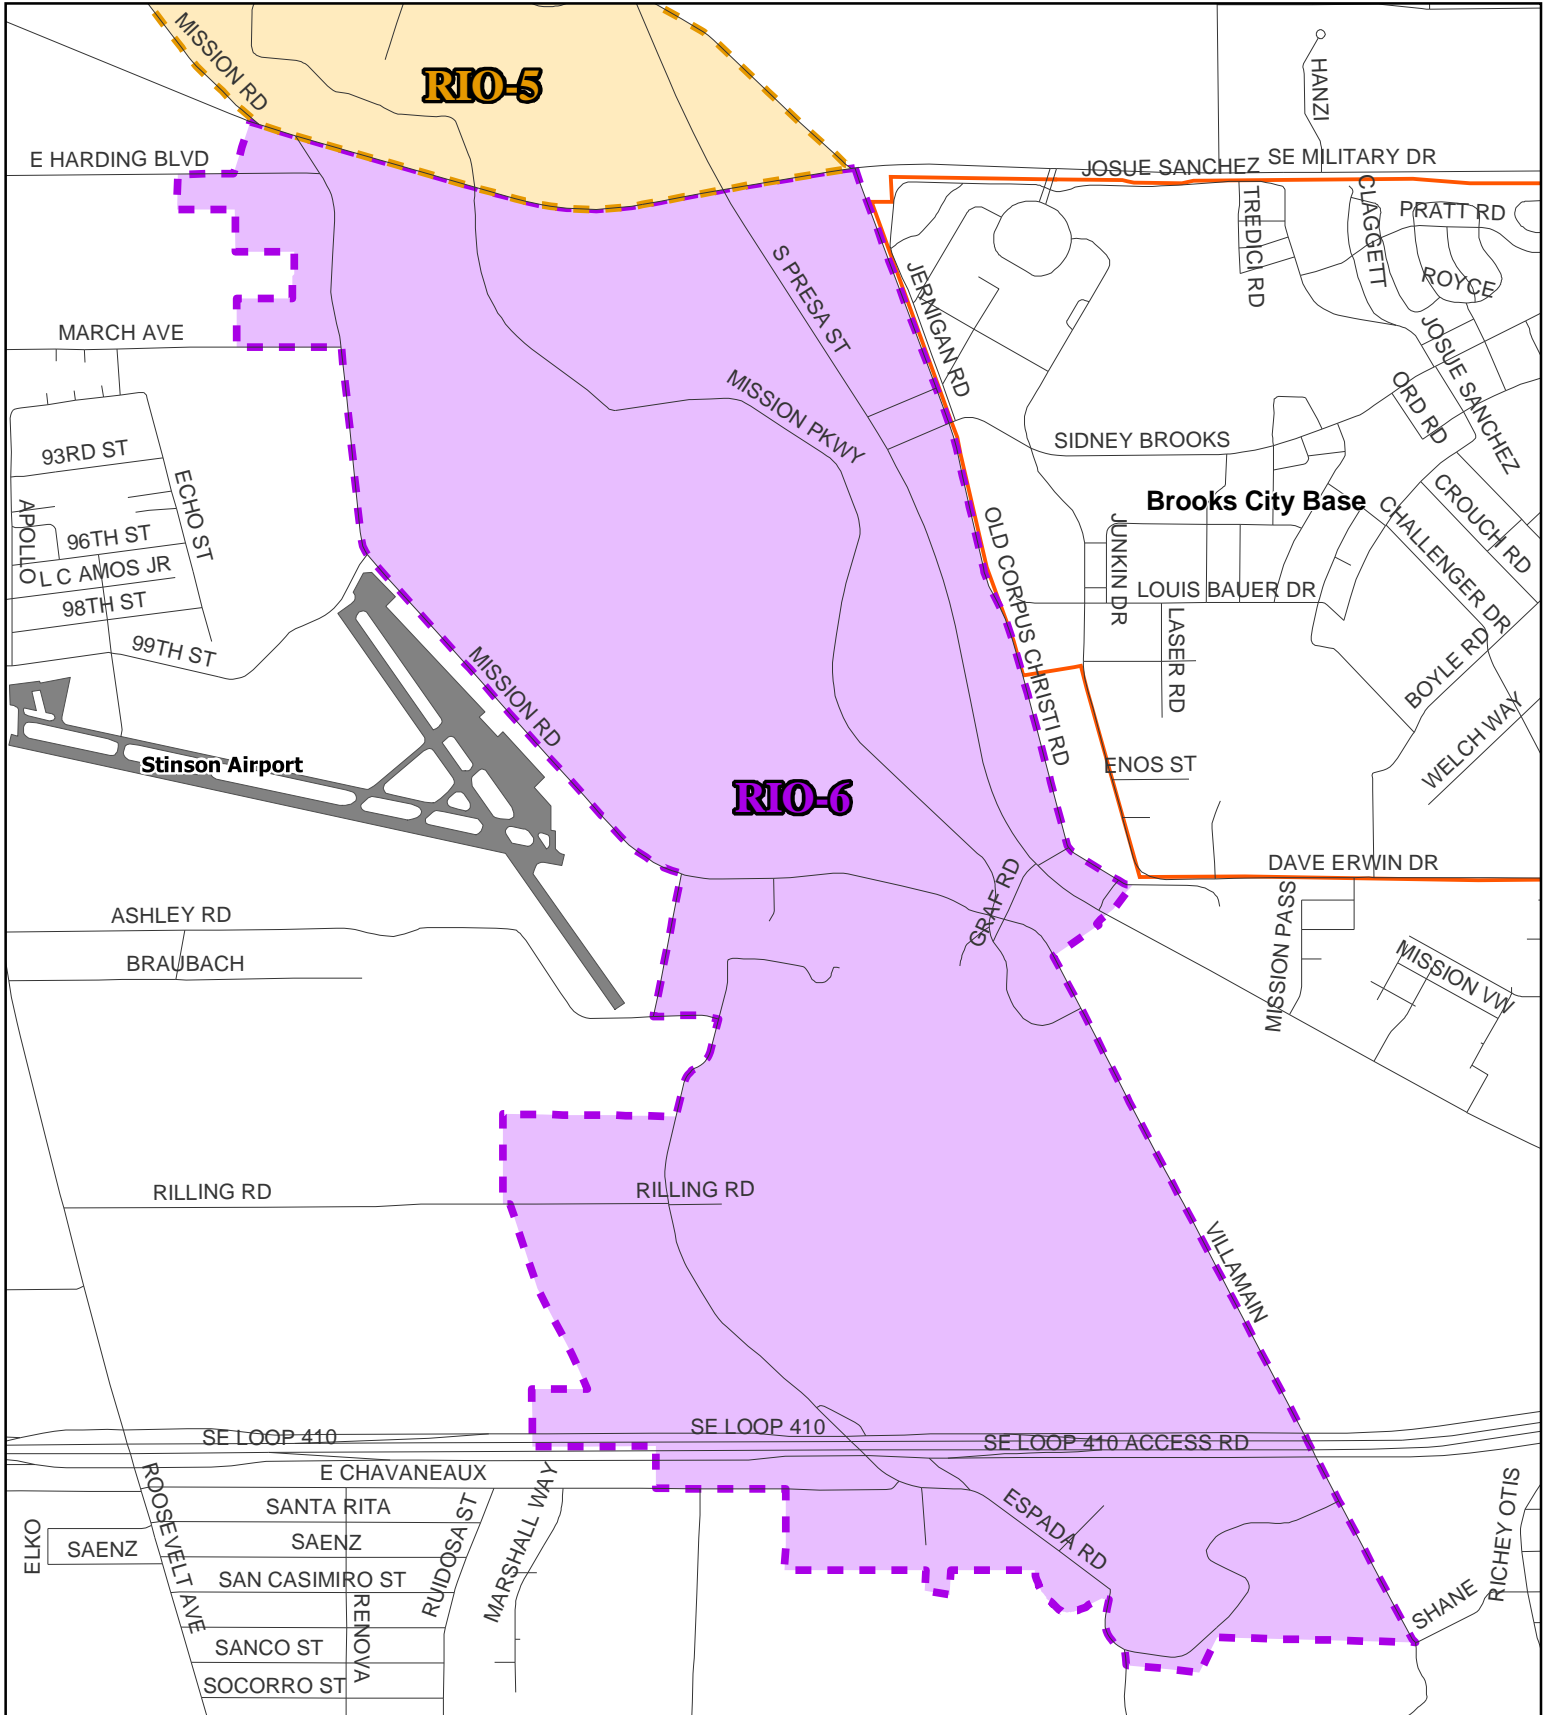 MISSION RD
RIO-5
HANZI
E HARDING BLVD
JOSUE SANCHEZ
SE MILITARY DR
TREDICI RD
CLAGGETT
PRATT RD
ROYCE
S PRESA ST
JERNIGAN RD
MARCH AVE
JOSUE SANCHEZ
ORD RD
MISSION PKWY
SIDNEY BROOKS
93RD ST
ECHO ST
APOLLO
96TH ST
L C AMOS JR
98TH ST
99TH ST
Brooks City Base
CROUCH RD
CHALLENGER DR
JUNKIN DR
OLD CORPUS CHRISTI RD
LOUIS BAUER DR
LASER RD
BOYLE RD
WELCH WAY
MISSION RD
Stinson Airport
ENOS ST
RIO-6
DAVE ERWIN DR
GRAF RD
MISSION PASS
MISSION VW
ASHLEY RD
BRAUBACH
RILLING RD
RILLING RD
VILLAMAIN
SE LOOP 410
SE LOOP 410
SE LOOP 410 ACCESS RD
E CHAVANEAUX
ROOSEVELT AVE
SANTA RITA
ELKO
SAENZ
SAENZ
SAN CASIMIRO ST
RUIDOSA ST
MARSHALL WAY
RENOVA
SANCO ST
SOCORRO ST
ESPADA RD
SHANE
RICHEY OTIS